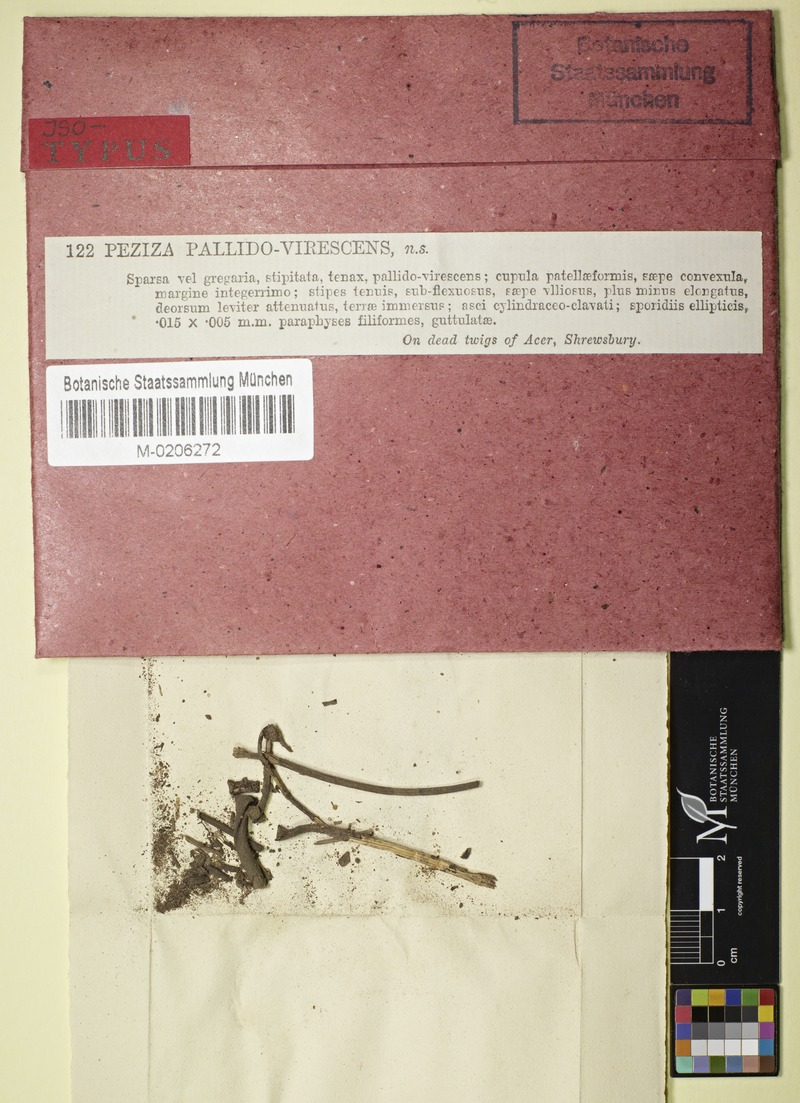 Botanische
Staatssammlung
München
ISO-
TYPUS
122 PEZIZA PALLIDO-VIRESCENS, n.s.
Sparsa vel gregaria, stipitata, tenax, pallido-virescens; cupula patellæformis, sæpe convexula,
margine integerrimo; stipes tenuis, sub-flexuosus, sæpe vlliosus, plus minus elongatus,
deorsum leviter attenuatus, terræ immersus; asci cylindraceo-clavati; sporidiis ellipticis,
·015 x ·005 m.m. paraphyses filiformes, guttulatæ.
On dead twigs of Acer, Shrewsbury.
Botanische Staatssammlung München
M-0206272
M
BOTANISCHE
STAATSSAMMLUNG
MÜNCHEN
0 1 2
cm
copyright reserved